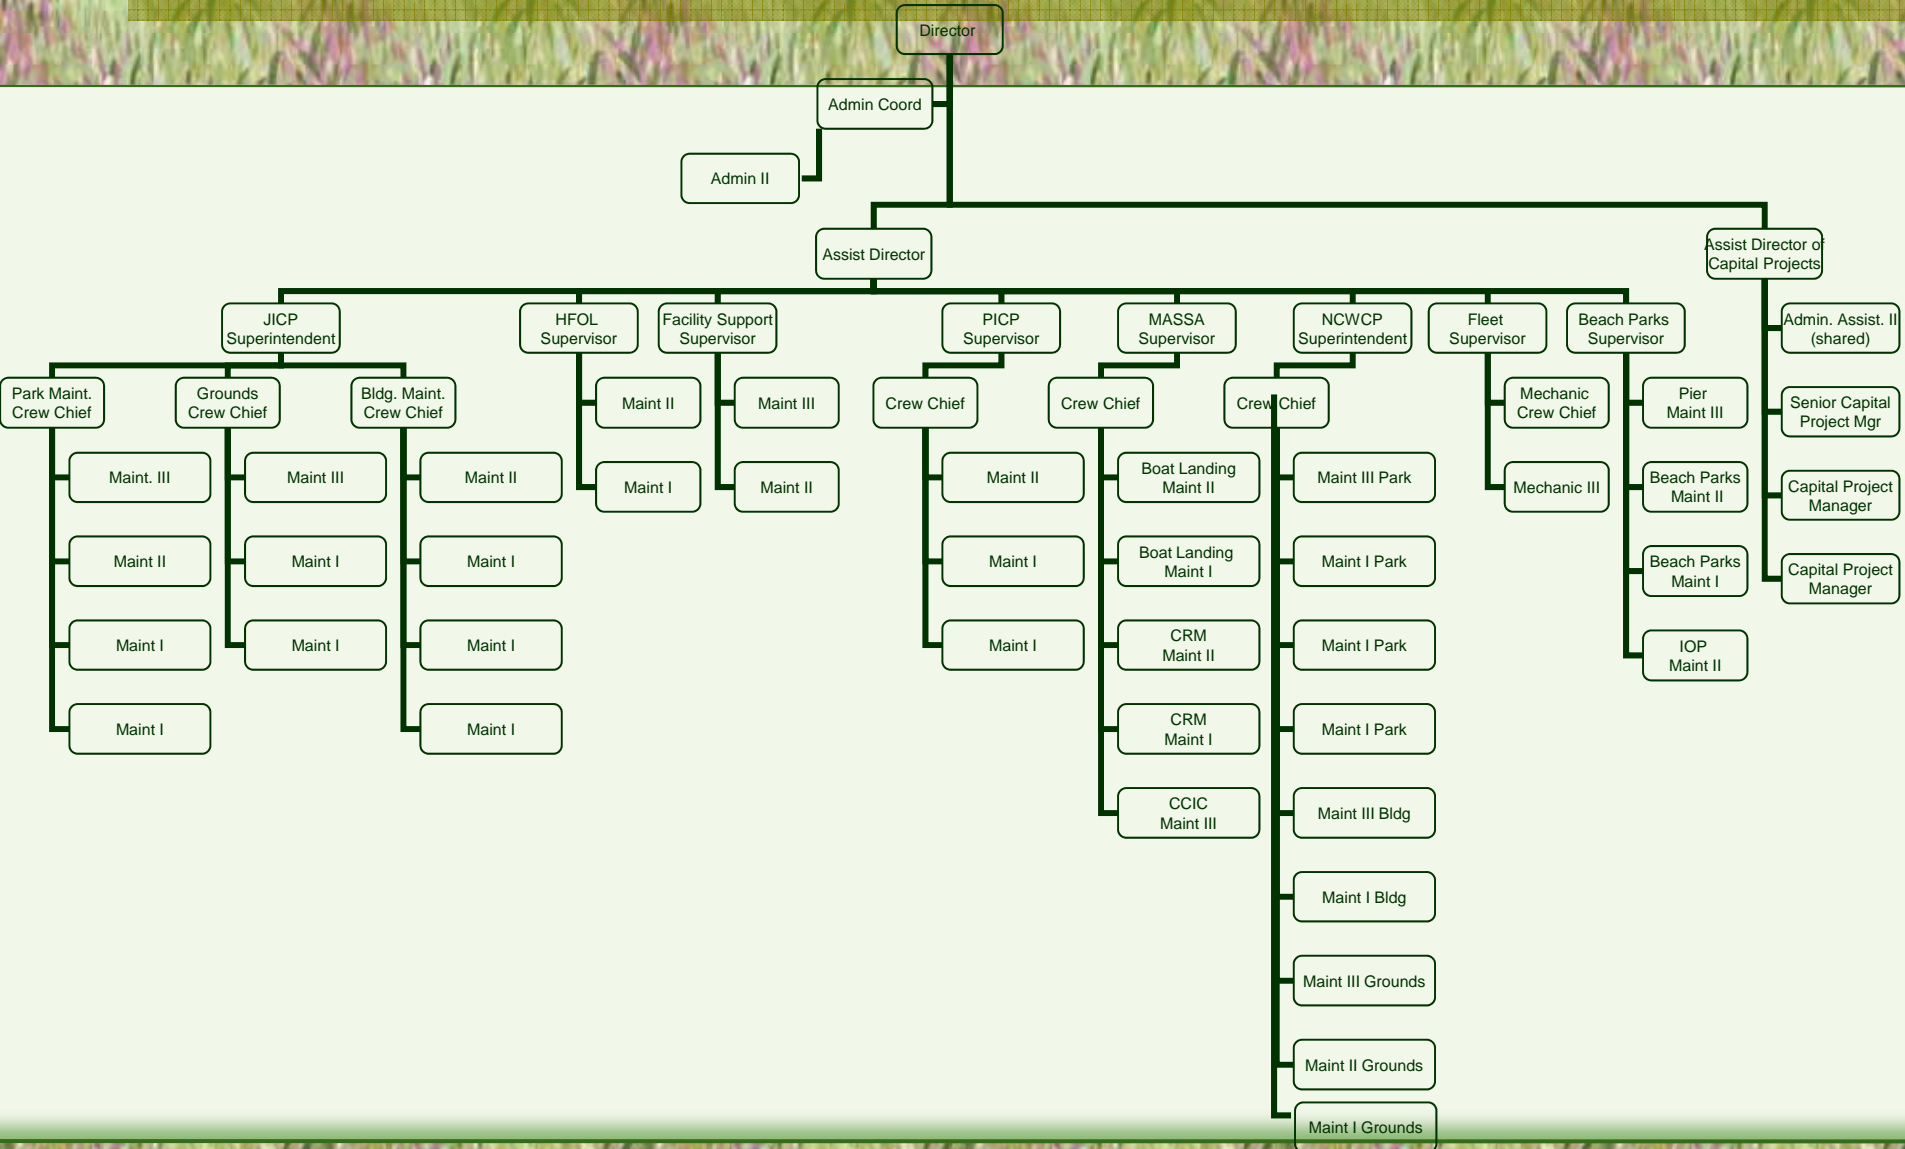 Director
Admin Coord
Admin II
Assist Director
Assist Director of
Capital Projects
JICP
Superintendent
HFOL
Supervisor
Facility Support
Supervisor
PICP
Supervisor
MASSA
Supervisor
NCWCP
Superintendent
Fleet
Supervisor
Beach Parks
Supervisor
Admin. Assist. II
(shared)
Park Maint.
Crew Chief
Grounds
Crew Chief
Bldg. Maint.
Crew Chief
Maint II
Maint III
Crew Chief
Crew Chief
Crew Chief
Mechanic
Crew Chief
Pier
Maint III
Senior Capital
Project Mgr
Maint. III
Maint III
Maint II
Maint I
Maint II
Maint II
Boat Landing
Maint II
Maint III Park
Mechanic III
Beach Parks
Maint II
Capital Project
Manager
Maint II
Maint I
Maint I
Maint I
Boat Landing
Maint I
Maint I Park
Beach Parks
Maint I
Capital Project
Manager
Maint I
Maint I
Maint I
Maint I
CRM
Maint II
Maint I Park
IOP
Maint II
Maint I
Maint I
CRM
Maint I
Maint I Park
CCIC
Maint III
Maint III Bldg
Maint I Bldg
Maint III Grounds
Maint II Grounds
Maint I Grounds